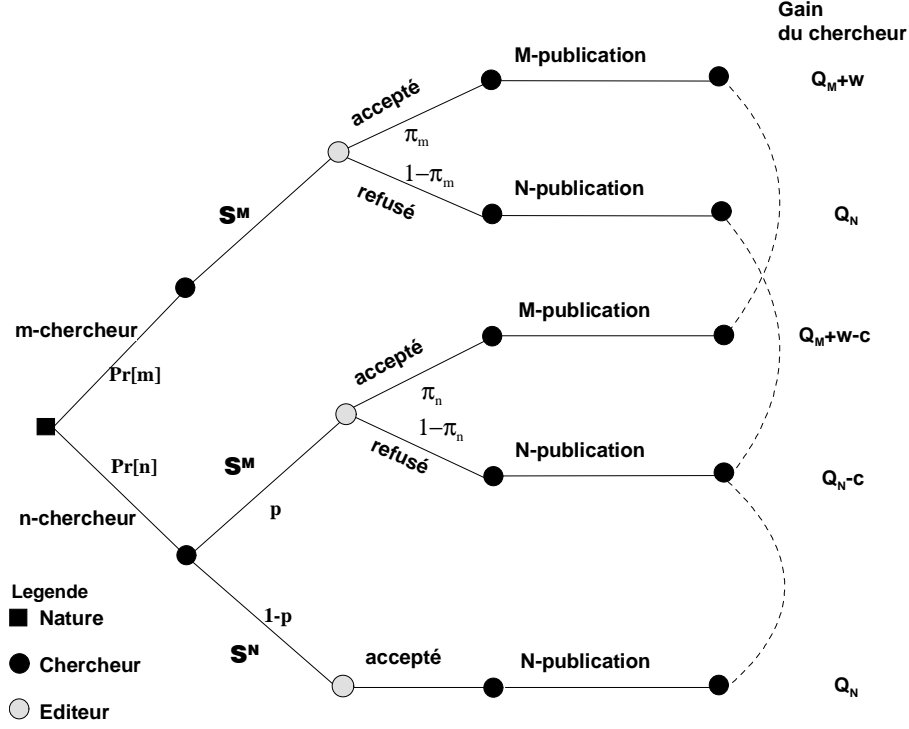 Gain
du chercheur
M-publication
Q_M+w
accepté
π_m
1−π_m
N-publication
refusé
Q_N
S^M
m-chercheur
M-publication
Q_M+w-c
accepté
Pr[m]
π_n
1−π_n
Pr[n]
S^M
refusé
N-publication
Q_N-c
n-chercheur
p
Legende
Nature
1-p
S^N
accepté
N-publication
Chercheur
Q_N
Editeur